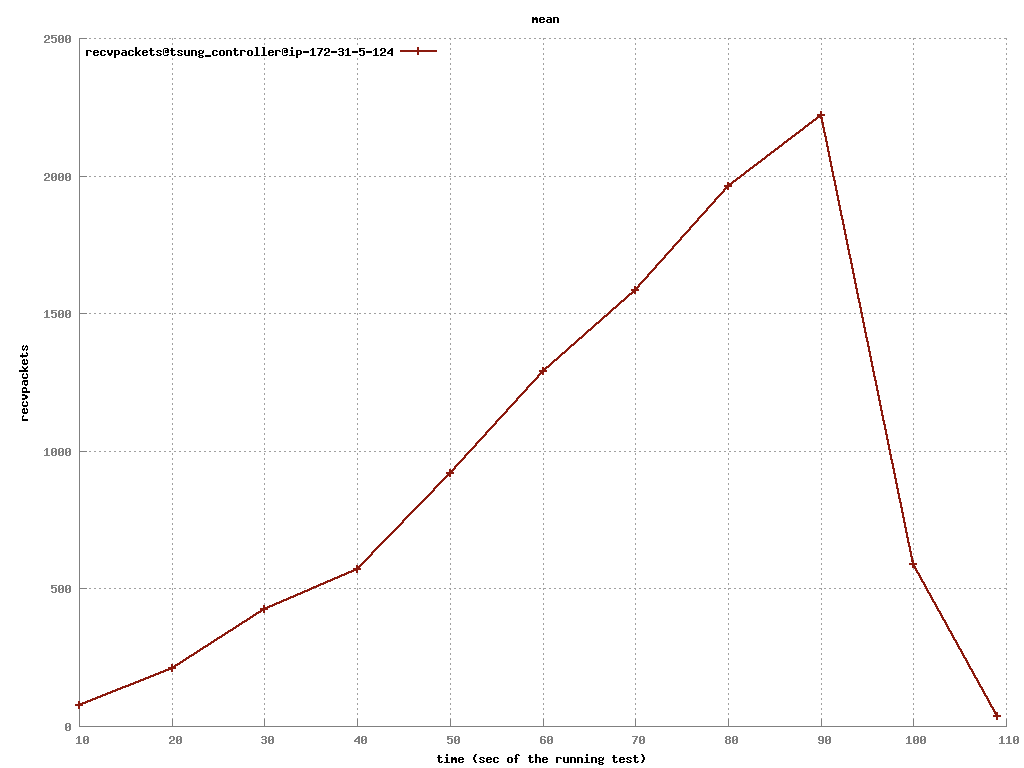 mean
2500
recvpackets@tsung_controller@ip-172-31-5-124
2000
1500
recvpackets
1000
500
0
10 20 30 40 50 60 70 80 90 100 110
time (sec of the running test)